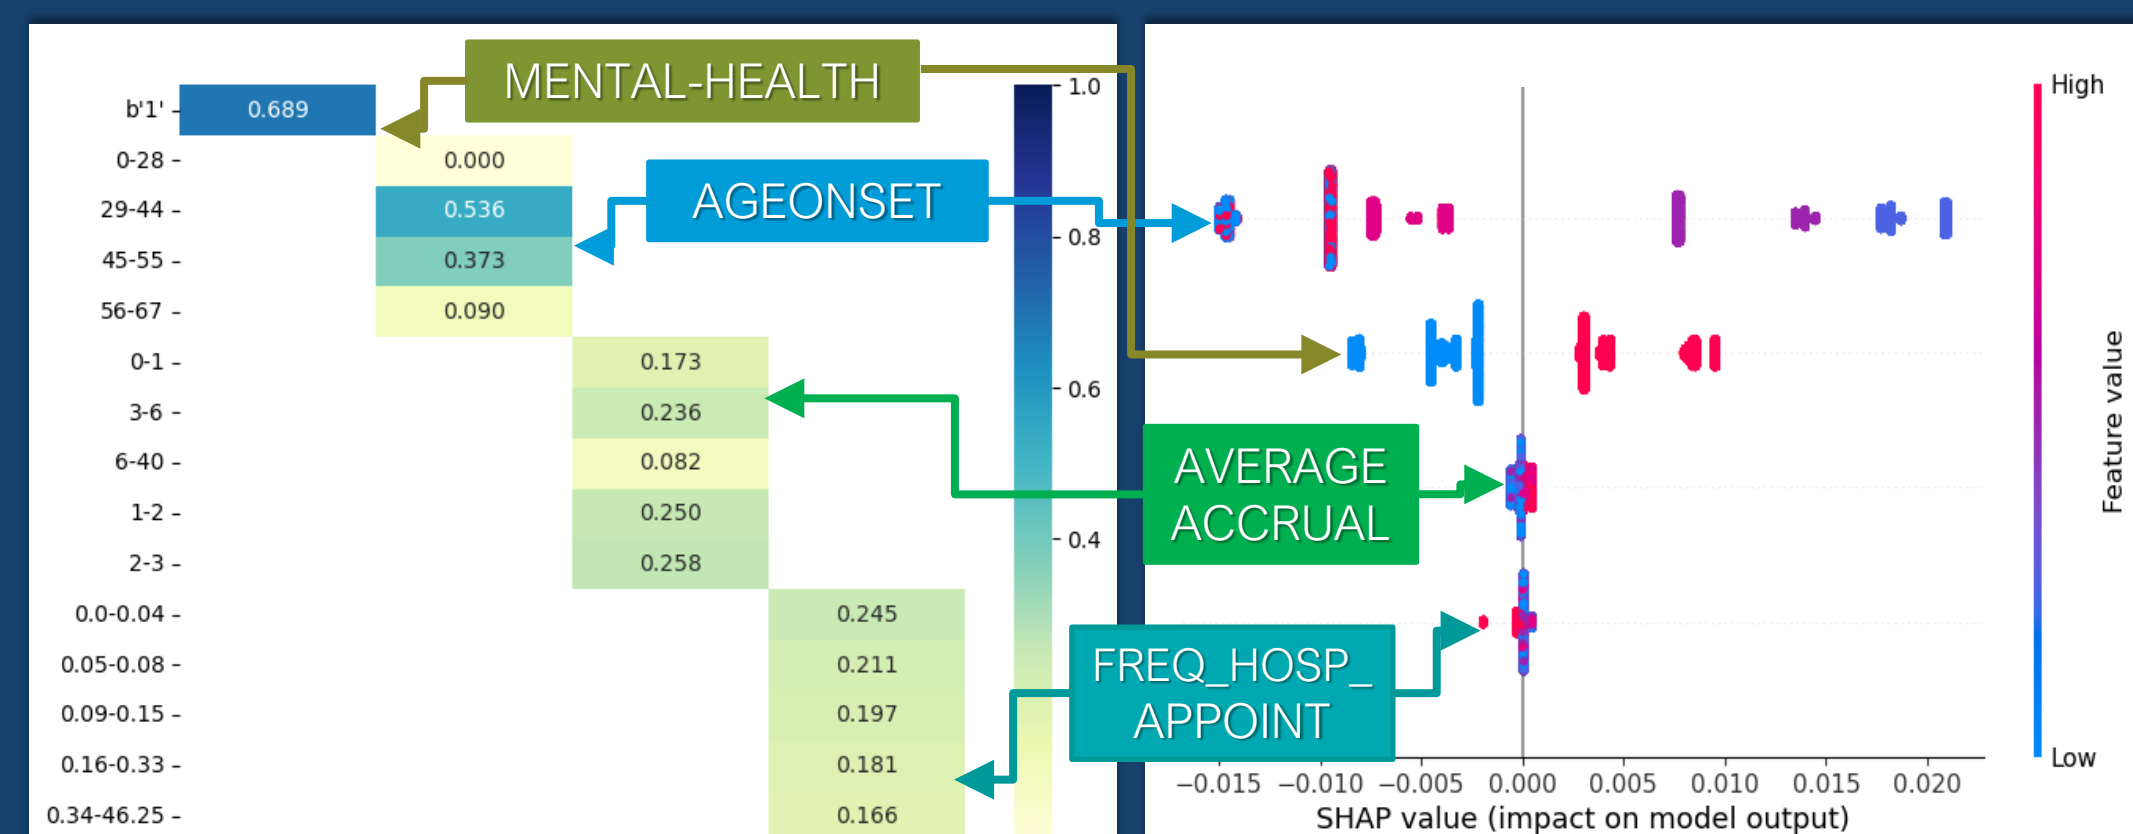 MENTAL-HEALTH
b'1'
0.689
0-28
0.000
29-44
0.536
45-55
0.373
56-67
0.090
0-1
0.173
3-6
0.236
6-40
0.082
1-2
0.250
2-3
0.258
0.0-0.04
0.245
0.05-0.08
0.211
0.09-0.15
0.197
0.16-0.33
0.181
0.34-46.25
0.166
AGEONSET
1.0
0.8
0.6
0.4
AVERAGE
ACCRUAL
FREQ_HOSP_
APPOINT
−0.015 −0.010 −0.005 0.000 0.005 0.010 0.015 0.020
SHAP value (impact on model output)
High
Feature value
Low